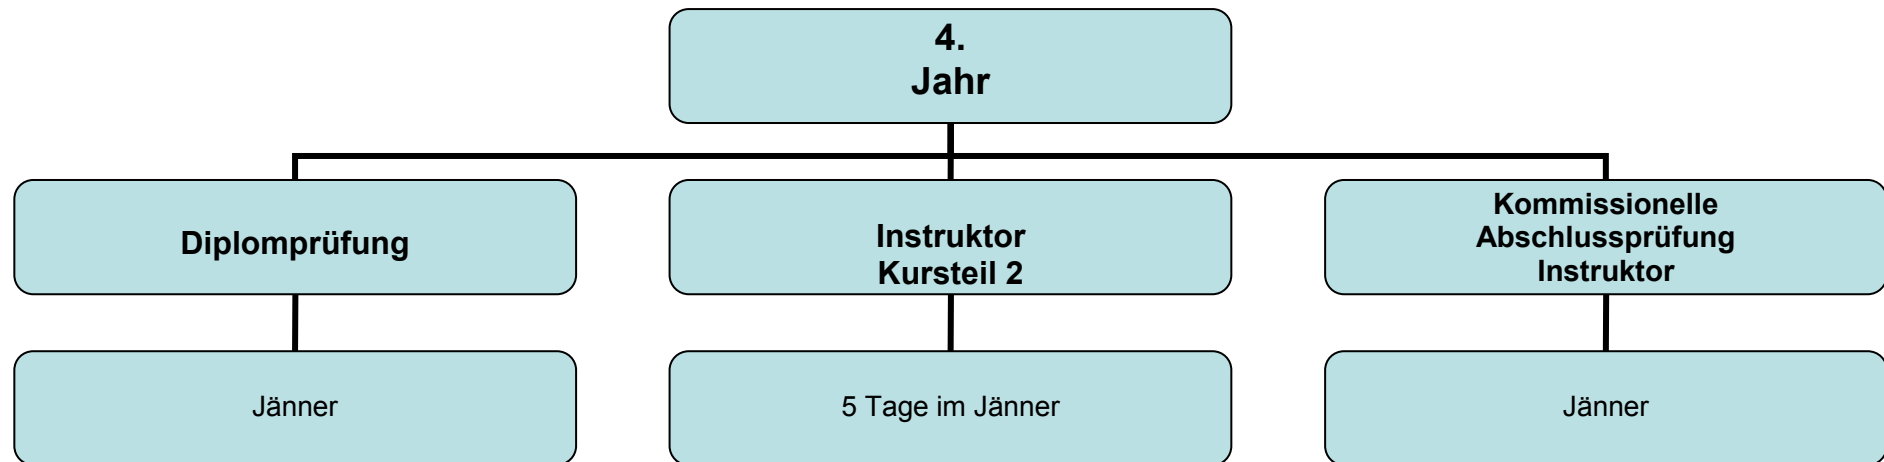 4.
Jahr
Diplomprüfung
Instruktor
Kursteil 2
Kommissionelle
Abschlussprüfung
Instruktor
Jänner
5 Tage im Jänner
Jänner